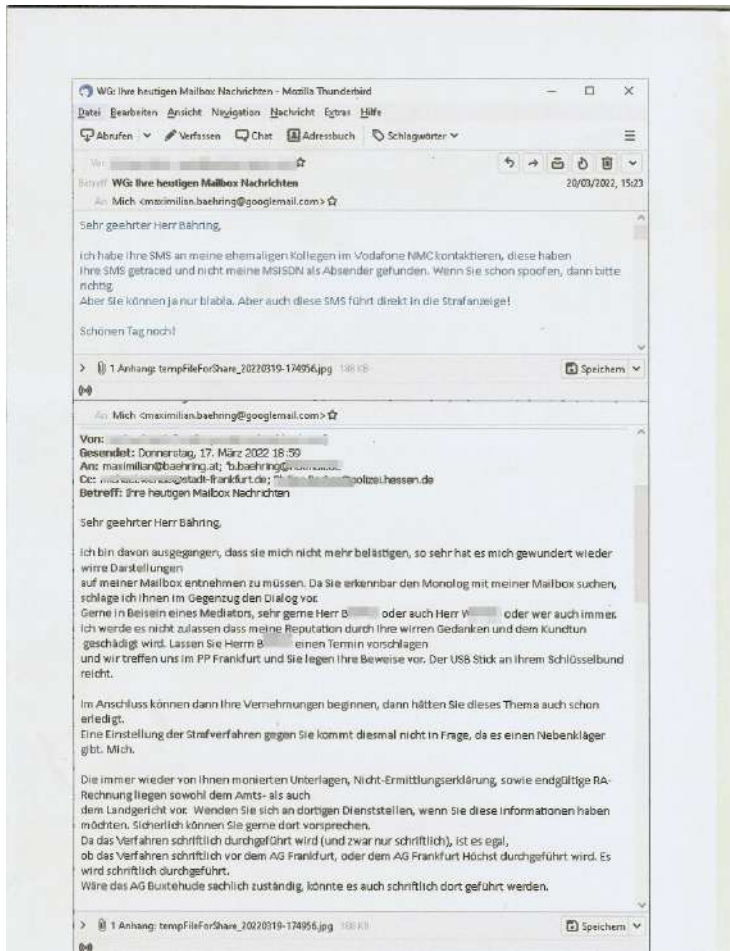 WG: Ihre heutigen Mailbox Nachrichten - Mozilla Thunderbird
Datei Bearbeiten Ansicht Navigation Nachricht Extras Hilfe
Abrufen Verfassen Chat Adressbuch Schlagwörter
Von
Betreff WG: Ihre heutigen Mailbox Nachrichten 20/03/2022, 15:23
An Mich <maximilian.baehring@googlemail.com>
Sehr geehrter Herr Bähring,
ich habe Ihre SMS an meine ehemaligen Kollegen im Vodafone NMC kontaktieren, diese haben
Ihre SMS getraced und nicht meine MSISDN als Absender gefunden. Wenn Sie schon spoofen, dann bitte
richtig.
Aber Sie können ja nur blabla. Aber auch diese SMS führt direkt in die Strafanzeige!
Schönen Tag noch!
1 Anhang: tempFileForShare_20220319-174956.jpg 188 KB Speichern
An Mich <maximilian.baehring@googlemail.com>
Von:
Gesendet: Donnerstag, 17. März 2022 18:59
An: maximilian@baehring.at; 'b.baehring@
Cc: @stadt-frankfurt.de; @polizei.hessen.de
Betreff: Ihre heutigen Mailbox Nachrichten
Sehr geehrter Herr Bähring,
ich bin davon ausgegangen, dass sie mich nicht mehr belästigen, so sehr hat es mich gewundert wieder
wirre Darstellungen
auf meiner Mailbox entnehmen zu müssen. Da Sie erkennbar den Monolog mit meiner Mailbox suchen,
schlage ich Ihnen im Gegenzug den Dialog vor.
Gerne in Beisein eines Mediators, sehr gerne Herr B oder auch Herr W oder wer auch immer.
Ich werde es nicht zulassen dass meine Reputation durch Ihre wirren Gedanken und dem Kundtun
geschädigt wird. Lassen Sie Herrn B einen Termin vorschlagen
und wir treffen uns im PP Frankfurt und Sie legen Ihre Beweise vor. Der USB Stick an Ihrem Schlüsselbund
reicht.
Im Anschluss können dann Ihre Vernehmungen beginnen, dann hätten Sie dieses Thema auch schon
erledigt.
Eine Einstellung der Strafverfahren gegen Sie kommt diesmal nicht in Frage, da es einen Nebenkläger
gibt. Mich.
Die immer wieder von Ihnen monierten Unterlagen, Nicht-Ermittlungserklärung, sowie endgültige RA-
Rechnung liegen sowohl dem Amts- als auch
dem Landgericht vor. Wenden Sie sich an dortigen Dienststellen, wenn Sie diese Informationen haben
möchten. Sicherlich können Sie gerne dort vorsprechen.
Da das Verfahren schriftlich durchgeführt wird (und zwar nur schriftlich), ist es egal,
ob das Verfahren schriftlich vor dem AG Frankfurt, oder dem AG Frankfurt Höchst durchgeführt wird. Es
wird schriftlich durchgeführt.
Wäre das AG Buxtehude sachlich zuständig, könnte es auch schriftlich dort geführt werden.
1 Anhang: tempFileForShare_20220319-174956.jpg 188 KB Speichern